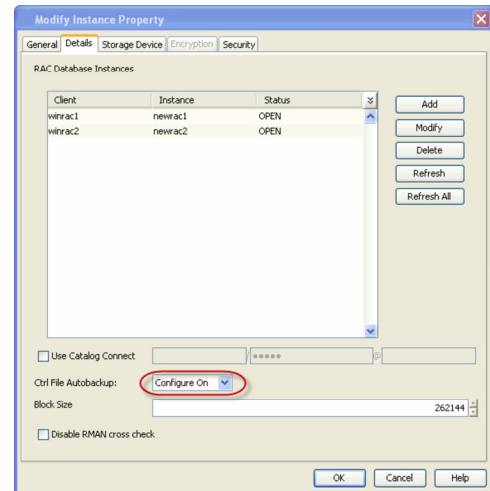 Modify Instance Property
General Details Storage Device Encryption Security
RAC Database Instances
Client Instance Status
winrac1 newrac1 OPEN
winrac2 newrac2 OPEN
Add
Modify
Delete
Refresh
Refresh All
Use Catalog Connect / ●●●●● @
Ctrl File Autobackup: Configure On
Block Size 262144
Disable RMAN cross check
OK Cancel Help